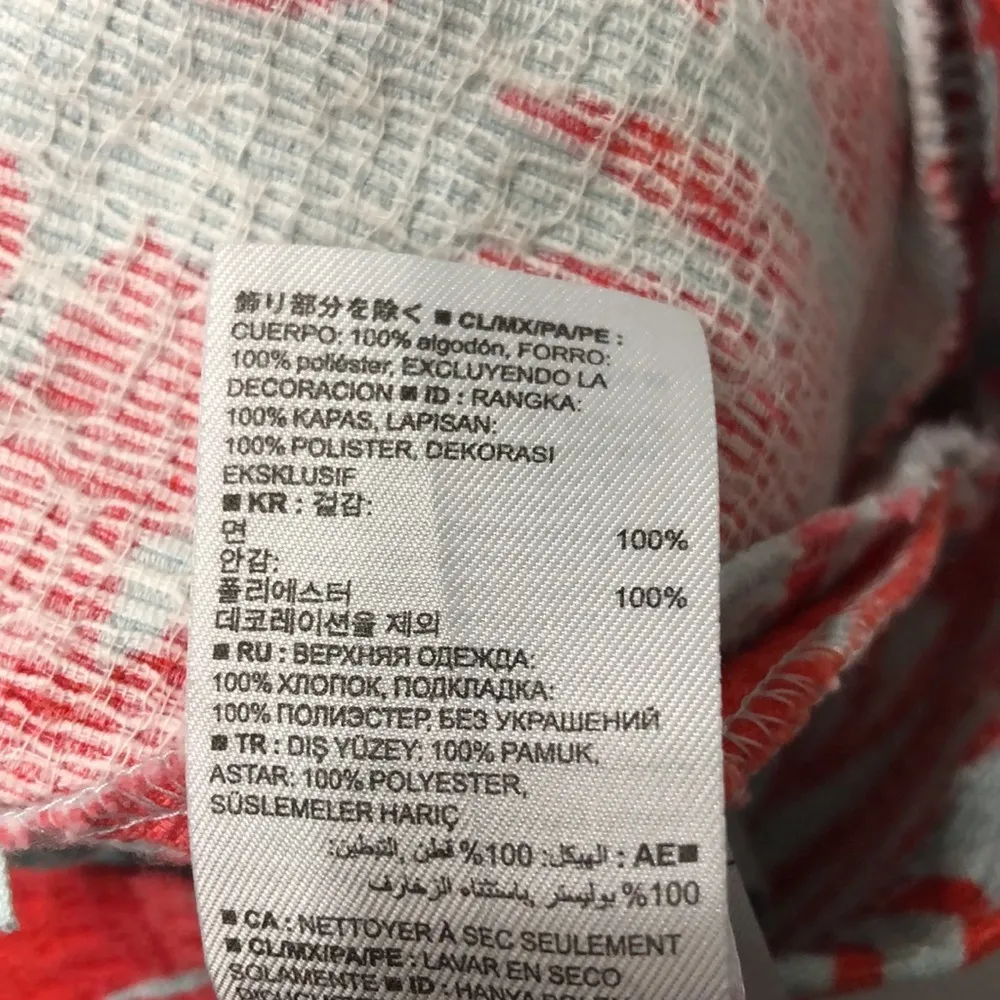 飾り部分を除く ■ CL/MX/PA/PE :
CUERPO: 100% algodón, FORRO:
100% poliéster, EXCLUYENDO LA
DECORACION ■ ID : RANGKA:
100% KAPAS, LAPISAN:
100% POLISTER, DEKORASI
EKSKLUSIF
■ KR : 겉감:
면 100%
안감:
폴리에스터 100%
데코레이션을 제외
■ RU : ВЕРХНЯЯ ОДЕЖДА:
100% ХЛОПОК, ПОДКЛАДКА:
100% ПОЛИЭСТЕР, БЕЗ УКРАШЕНИЙ
■ TR : DIŞ YÜZEY: 100% PAMUK,
ASTAR: 100% POLYESTER,
SÜSLEMELER HARIÇ
■AE : الهيكل: 100% قطن ,التبطين:
100% بوليستر ,باستثناء الزخارف
■ CA : NETTOYER À SEC SEULEMENT
■ CL/MX/PA/PE : LAVAR EN SECO
SOLAMENTE ■ ID : HANYA